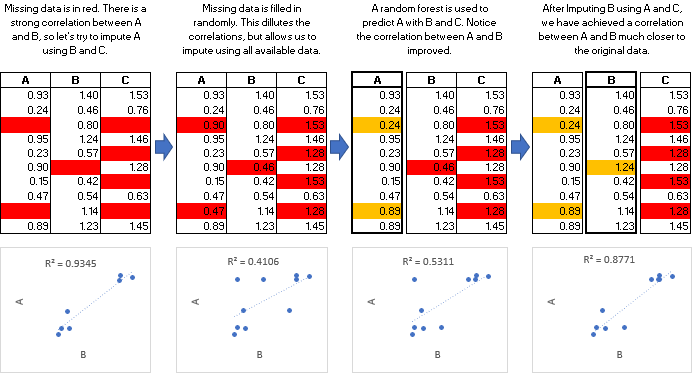 Missing data is in red. There is a
strong correlation between A
and B, so let's try to impute A
using B and C.
A B C
0.93 1.40 1.53
0.24 0.46 0.76
0.80
0.95 1.24 1.46
0.23 0.57
0.90 1.28
0.15 0.42
0.47 0.54 0.63
1.14
0.89 1.23 1.45
R² = 0.9345
A
B
Missing data is filled in
randomly. This dillutes the
correlations, but allows us to
impute using all available data.
A B C
0.93 1.40 1.53
0.24 0.46 0.76
0.90 0.80 1.53
0.95 1.24 1.46
0.23 0.57 1.28
0.90 0.46 1.28
0.15 0.42 1.53
0.47 0.54 0.63
0.47 1.14 1.28
0.89 1.23 1.45
R² = 0.4106
A
B
A random forest is used to
predict A with B and C. Notice
the correlation between A and B
improved.
A B C
0.93 1.40 1.53
0.24 0.46 0.76
0.24 0.80 1.53
0.95 1.24 1.46
0.23 0.57 1.28
0.90 0.46 1.28
0.15 0.42 1.53
0.47 0.54 0.63
0.89 1.14 1.28
0.89 1.23 1.45
R² = 0.5311
A
B
After Imputing B using A and C,
we have achieved a correlation
between A and B much closer to
the original data.
A B C
0.93 1.40 1.53
0.24 0.46 0.76
0.24 0.80 1.53
0.95 1.24 1.46
0.23 0.57 1.28
0.90 1.24 1.28
0.15 0.42 1.53
0.47 0.54 0.63
0.89 1.14 1.28
0.89 1.23 1.45
R² = 0.8771
A
B